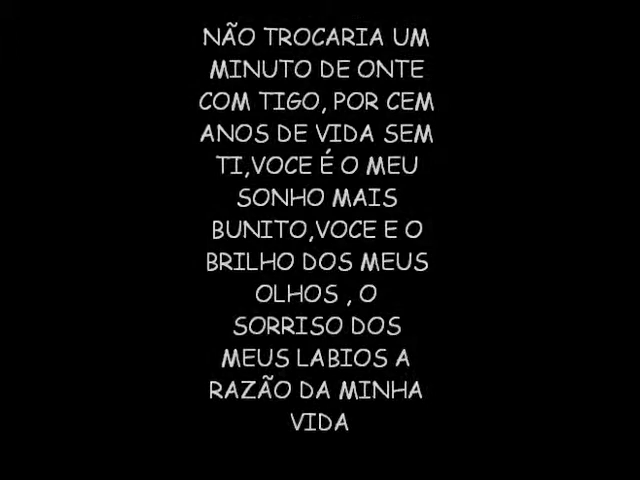 NÃO TROCARIA UM
MINUTO DE ONTE
COM TIGO, POR CEM
ANOS DE VIDA SEM
TI,VOCE É O MEU
SONHO MAIS
BUNITO,VOCE E O
BRILHO DOS MEUS
OLHOS , O
SORRISO DOS
MEUS LABIOS A
RAZÃO DA MINHA
VIDA